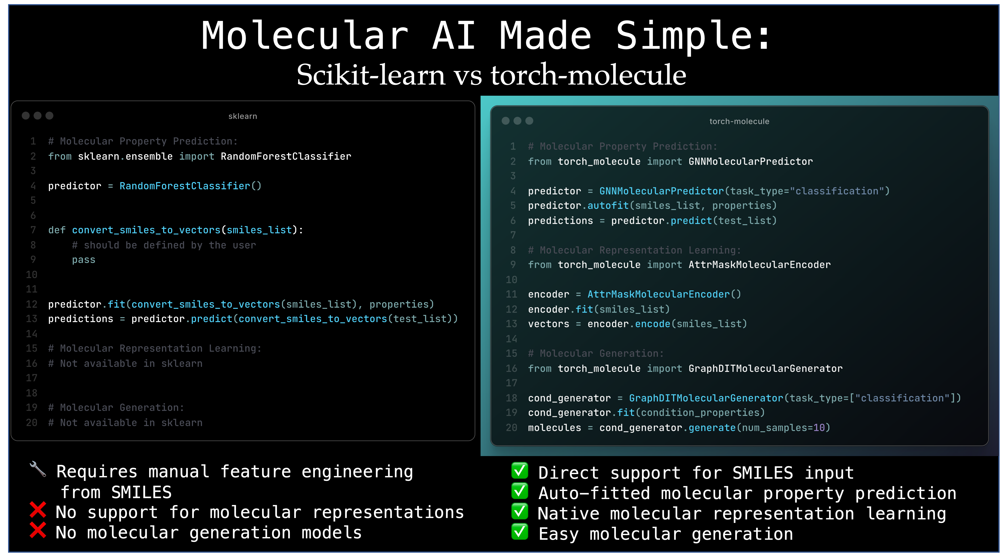 Molecular AI Made Simple:
Scikit-learn vs torch-molecule
sklearn
1 # Molecular Property Prediction:
2 from sklearn.ensemble import RandomForestClassifier
3
4 predictor = RandomForestClassifier()
5
6
7 def convert_smiles_to_vectors(smiles_list):
8     # should be defined by the user
9     pass
10
11
12 predictor.fit(convert_smiles_to_vectors(smiles_list), properties)
13 predictions = predictor.predict(convert_smiles_to_vectors(test_list))
14
15 # Molecular Representation Learning:
16 # Not available in sklearn
17
18
19 # Molecular Generation:
20 # Not available in sklearn
🔧 Requires manual feature engineering
from SMILES
❌ No support for molecular representations
❌ No molecular generation models
torch-molecule
1 # Molecular Property Prediction:
2 from torch_molecule import GNNMolecularPredictor
3
4 predictor = GNNMolecularPredictor(task_type="classification")
5 predictor.autofit(smiles_list, properties)
6 predictions = predictor.predict(test_list)
7
8 # Molecular Representation Learning:
9 from torch_molecule import AttrMaskMolecularEncoder
10
11 encoder = AttrMaskMolecularEncoder()
12 encoder.fit(smiles_list)
13 vectors = encoder.encode(smiles_list)
14
15 # Molecular Generation:
16 from torch_molecule import GraphDITMolecularGenerator
17
18 cond_generator = GraphDITMolecularGenerator(task_type=["classification"])
19 cond_generator.fit(condition_properties)
20 molecules = cond_generator.generate(num_samples=10)
✅ Direct support for SMILES input
✅ Auto-fitted molecular property prediction
✅ Native molecular representation learning
✅ Easy molecular generation